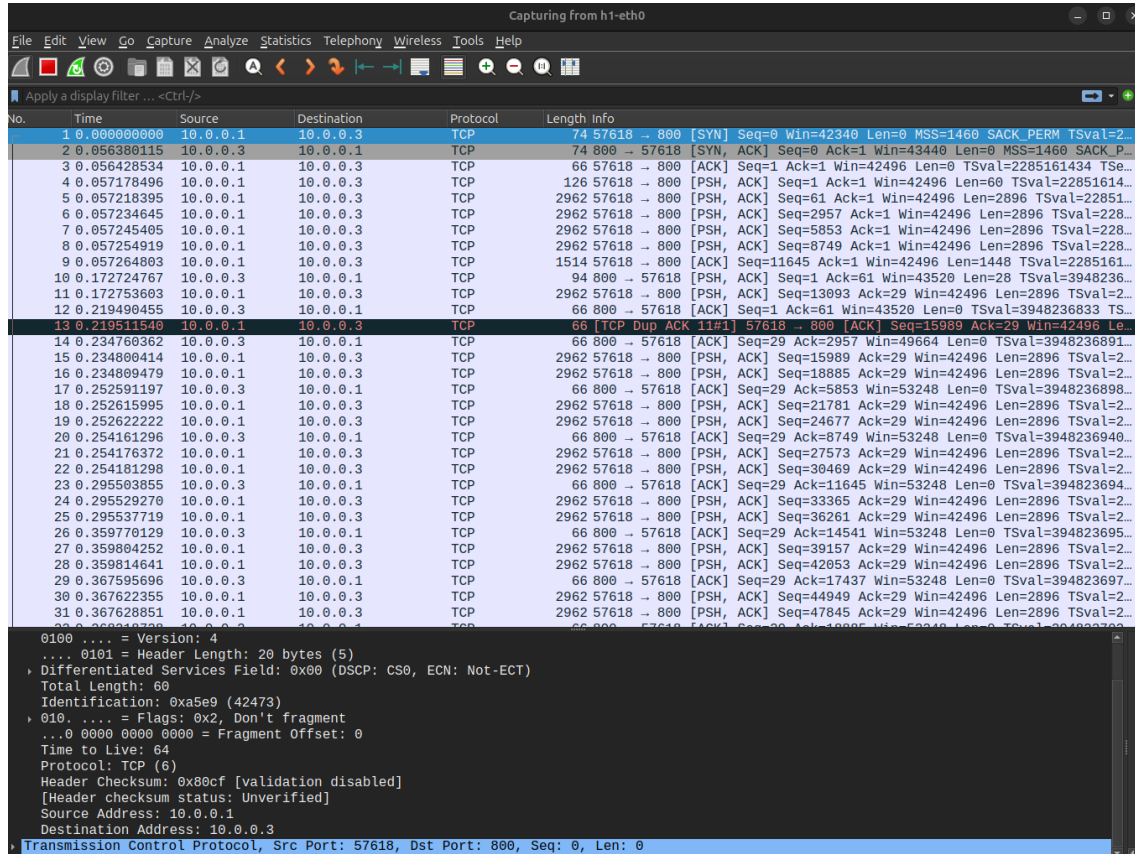 Capturing from h1-eth0
File Edit View Go Capture Analyze Statistics Telephony Wireless Tools Help
Apply a display filter … <Ctrl-/>
No. Time Source Destination Protocol Length Info
1 0.000000000 10.0.0.1 10.0.0.3 TCP 74 57618 → 800 [SYN] Seq=0 Win=42340 Len=0 MSS=1460 SACK_PERM TSval=2…
2 0.056380115 10.0.0.3 10.0.0.1 TCP 74 800 → 57618 [SYN, ACK] Seq=0 Ack=1 Win=43440 Len=0 MSS=1460 SACK_P…
3 0.056428534 10.0.0.1 10.0.0.3 TCP 66 57618 → 800 [ACK] Seq=1 Ack=1 Win=42496 Len=0 TSval=2285161434 TSe…
4 0.057178496 10.0.0.1 10.0.0.3 TCP 126 57618 → 800 [PSH, ACK] Seq=1 Ack=1 Win=42496 Len=60 TSval=22851614…
5 0.057218395 10.0.0.1 10.0.0.3 TCP 2962 57618 → 800 [PSH, ACK] Seq=61 Ack=1 Win=42496 Len=2896 TSval=22851…
6 0.057234645 10.0.0.1 10.0.0.3 TCP 2962 57618 → 800 [PSH, ACK] Seq=2957 Ack=1 Win=42496 Len=2896 TSval=228…
7 0.057245405 10.0.0.1 10.0.0.3 TCP 2962 57618 → 800 [PSH, ACK] Seq=5853 Ack=1 Win=42496 Len=2896 TSval=228…
8 0.057254919 10.0.0.1 10.0.0.3 TCP 2962 57618 → 800 [PSH, ACK] Seq=8749 Ack=1 Win=42496 Len=2896 TSval=228…
9 0.057264803 10.0.0.1 10.0.0.3 TCP 1514 57618 → 800 [ACK] Seq=11645 Ack=1 Win=42496 Len=1448 TSval=2285161…
10 0.172724767 10.0.0.3 10.0.0.1 TCP 94 800 → 57618 [PSH, ACK] Seq=1 Ack=61 Win=43520 Len=28 TSval=3948236…
11 0.172753603 10.0.0.1 10.0.0.3 TCP 2962 57618 → 800 [PSH, ACK] Seq=13093 Ack=29 Win=42496 Len=2896 TSval=2…
12 0.219490455 10.0.0.3 10.0.0.1 TCP 66 800 → 57618 [ACK] Seq=1 Ack=61 Win=43520 Len=0 TSval=3948236833 TS…
13 0.219511540 10.0.0.1 10.0.0.3 TCP 66 [TCP Dup ACK 11#1] 57618 → 800 [ACK] Seq=15989 Ack=29 Win=42496 Le…
14 0.234760362 10.0.0.3 10.0.0.1 TCP 66 800 → 57618 [ACK] Seq=29 Ack=2957 Win=49664 Len=0 TSval=3948236891…
15 0.234800414 10.0.0.1 10.0.0.3 TCP 2962 57618 → 800 [PSH, ACK] Seq=15989 Ack=29 Win=42496 Len=2896 TSval=2…
16 0.234809479 10.0.0.1 10.0.0.3 TCP 2962 57618 → 800 [PSH, ACK] Seq=18885 Ack=29 Win=42496 Len=2896 TSval=2…
17 0.252591197 10.0.0.3 10.0.0.1 TCP 66 800 → 57618 [ACK] Seq=29 Ack=5853 Win=53248 Len=0 TSval=3948236898…
18 0.252615995 10.0.0.1 10.0.0.3 TCP 2962 57618 → 800 [PSH, ACK] Seq=21781 Ack=29 Win=42496 Len=2896 TSval=2…
19 0.252622222 10.0.0.1 10.0.0.3 TCP 2962 57618 → 800 [PSH, ACK] Seq=24677 Ack=29 Win=42496 Len=2896 TSval=2…
20 0.254161296 10.0.0.3 10.0.0.1 TCP 66 800 → 57618 [ACK] Seq=29 Ack=8749 Win=53248 Len=0 TSval=3948236940…
21 0.254176372 10.0.0.1 10.0.0.3 TCP 2962 57618 → 800 [PSH, ACK] Seq=27573 Ack=29 Win=42496 Len=2896 TSval=2…
22 0.254181298 10.0.0.1 10.0.0.3 TCP 2962 57618 → 800 [PSH, ACK] Seq=30469 Ack=29 Win=42496 Len=2896 TSval=2…
23 0.295503855 10.0.0.3 10.0.0.1 TCP 66 800 → 57618 [ACK] Seq=29 Ack=11645 Win=53248 Len=0 TSval=394823694…
24 0.295529270 10.0.0.1 10.0.0.3 TCP 2962 57618 → 800 [PSH, ACK] Seq=33365 Ack=29 Win=42496 Len=2896 TSval=2…
25 0.295537719 10.0.0.1 10.0.0.3 TCP 2962 57618 → 800 [PSH, ACK] Seq=36261 Ack=29 Win=42496 Len=2896 TSval=2…
26 0.359770129 10.0.0.3 10.0.0.1 TCP 66 800 → 57618 [ACK] Seq=29 Ack=14541 Win=53248 Len=0 TSval=394823695…
27 0.359804252 10.0.0.1 10.0.0.3 TCP 2962 57618 → 800 [PSH, ACK] Seq=39157 Ack=29 Win=42496 Len=2896 TSval=2…
28 0.359814641 10.0.0.1 10.0.0.3 TCP 2962 57618 → 800 [PSH, ACK] Seq=42053 Ack=29 Win=42496 Len=2896 TSval=2…
29 0.367595696 10.0.0.3 10.0.0.1 TCP 66 800 → 57618 [ACK] Seq=29 Ack=17437 Win=53248 Len=0 TSval=394823697…
30 0.367622355 10.0.0.1 10.0.0.3 TCP 2962 57618 → 800 [PSH, ACK] Seq=44949 Ack=29 Win=42496 Len=2896 TSval=2…
31 0.367628851 10.0.0.1 10.0.0.3 TCP 2962 57618 → 800 [PSH, ACK] Seq=47845 Ack=29 Win=42496 Len=2896 TSval=2…
0100 .... = Version: 4
.... 0101 = Header Length: 20 bytes (5)
Differentiated Services Field: 0x00 (DSCP: CS0, ECN: Not-ECT)
Total Length: 60
Identification: 0xa5e9 (42473)
010. .... = Flags: 0x2, Don't fragment
...0 0000 0000 0000 = Fragment Offset: 0
Time to Live: 64
Protocol: TCP (6)
Header Checksum: 0x80cf [validation disabled]
[Header checksum status: Unverified]
Source Address: 10.0.0.1
Destination Address: 10.0.0.3
Transmission Control Protocol, Src Port: 57618, Dst Port: 800, Seq: 0, Len: 0